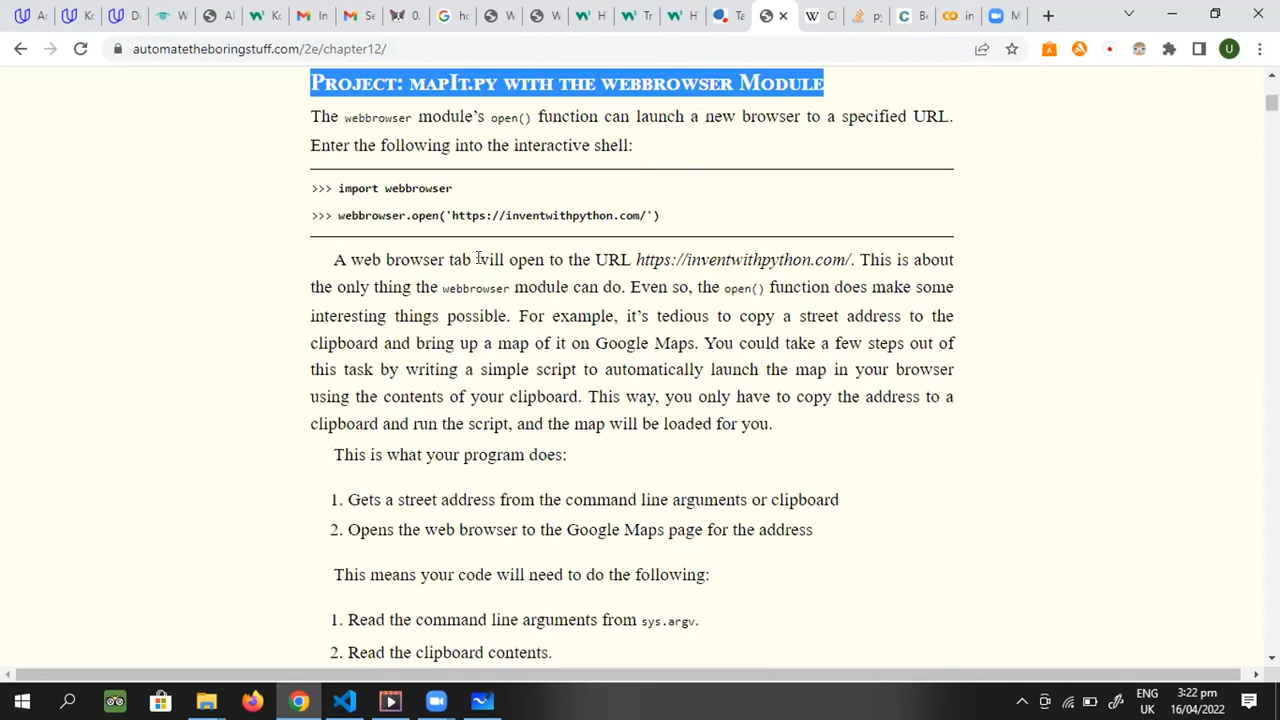 Kc
In
Se
0.
ho
W
W
H
Tr
H
Ta
W
Cl
py
in
M
automatetheboringstuff.com/2e/chapter12/
U
PROJECT: MAPIT.PY WITH THE WEBBROWSER MODULE
The webbrowser module’s open() function can launch a new browser to a specified URL.
Enter the following into the interactive shell:
>>> import webbrowser
>>> webbrowser.open('https://inventwithpython.com/')
A web browser tab will open to the URL https://inventwithpython.com/. This is about
the only thing the webbrowser module can do. Even so, the open() function does make some
interesting things possible. For example, it’s tedious to copy a street address to the
clipboard and bring up a map of it on Google Maps. You could take a few steps out of
this task by writing a simple script to automatically launch the map in your browser
using the contents of your clipboard. This way, you only have to copy the address to a
clipboard and run the script, and the map will be loaded for you.
This is what your program does:
1. Gets a street address from the command line arguments or clipboard
2. Opens the web browser to the Google Maps page for the address
This means your code will need to do the following:
1. Read the command line arguments from sys.argv.
2. Read the clipboard contents.
ENG
UK
3:22 pm
16/04/2022